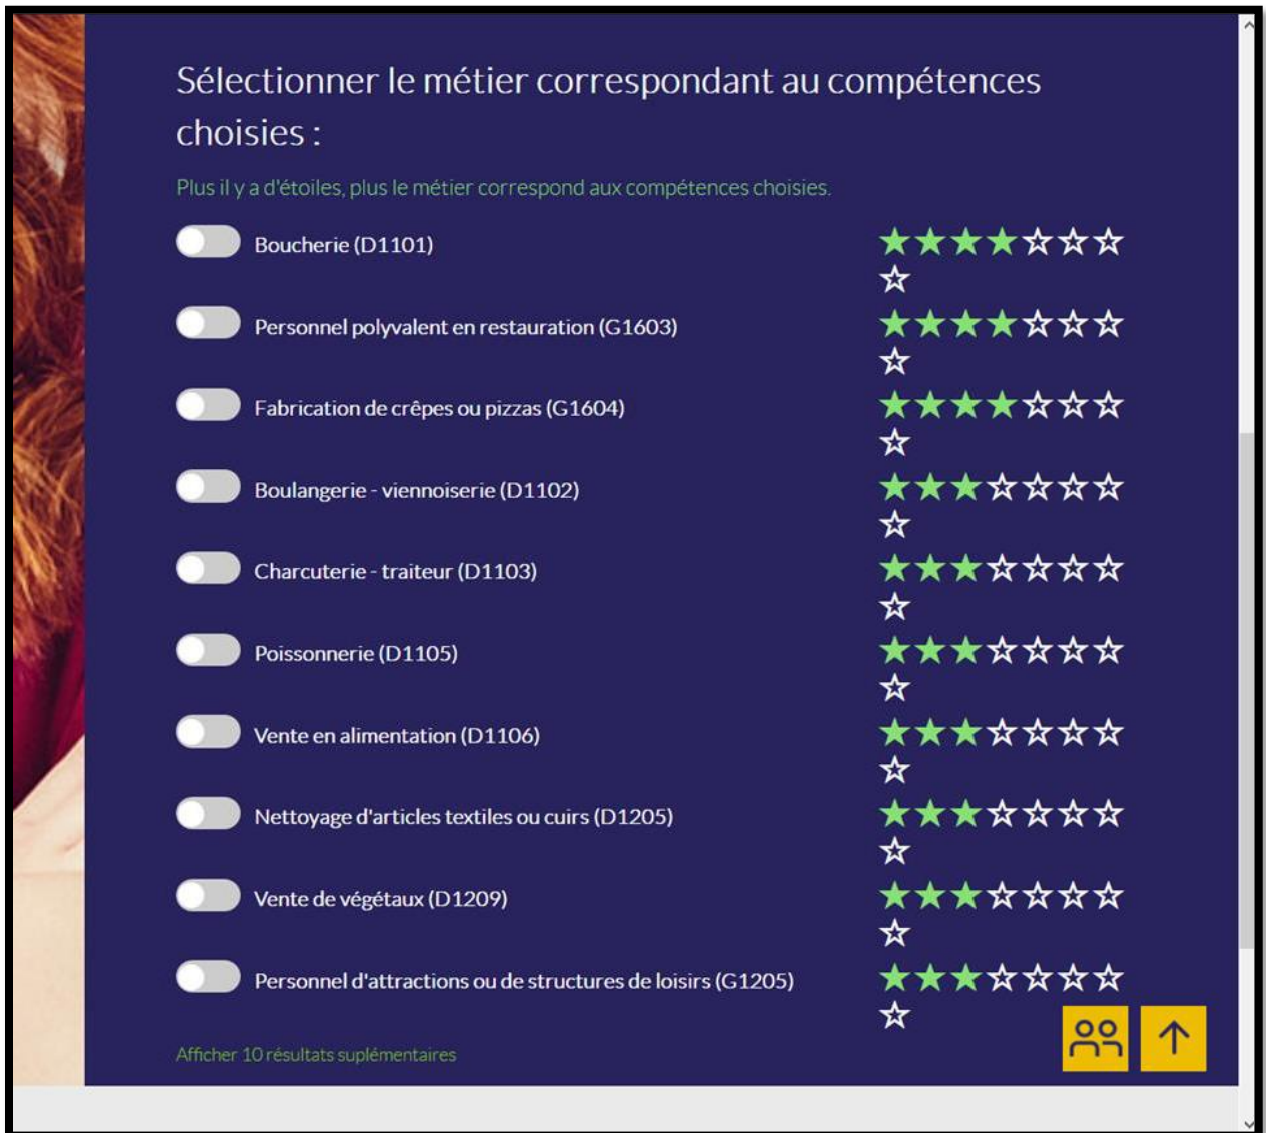 Sélectionner le métier correspondant au compétences
choisies :
Plus il y a d'étoiles, plus le métier correspond aux compétences choisies.
Boucherie (D1101)
Personnel polyvalent en restauration (G1603)
Fabrication de crêpes ou pizzas (G1604)
Boulangerie - viennoiserie (D1102)
Charcuterie - traiteur (D1103)
Poissonnerie (D1105)
Vente en alimentation (D1106)
Nettoyage d'articles textiles ou cuirs (D1205)
Vente de végétaux (D1209)
Personnel d'attractions ou de structures de loisirs (G1205)
Afficher 10 résultats suplémentaires